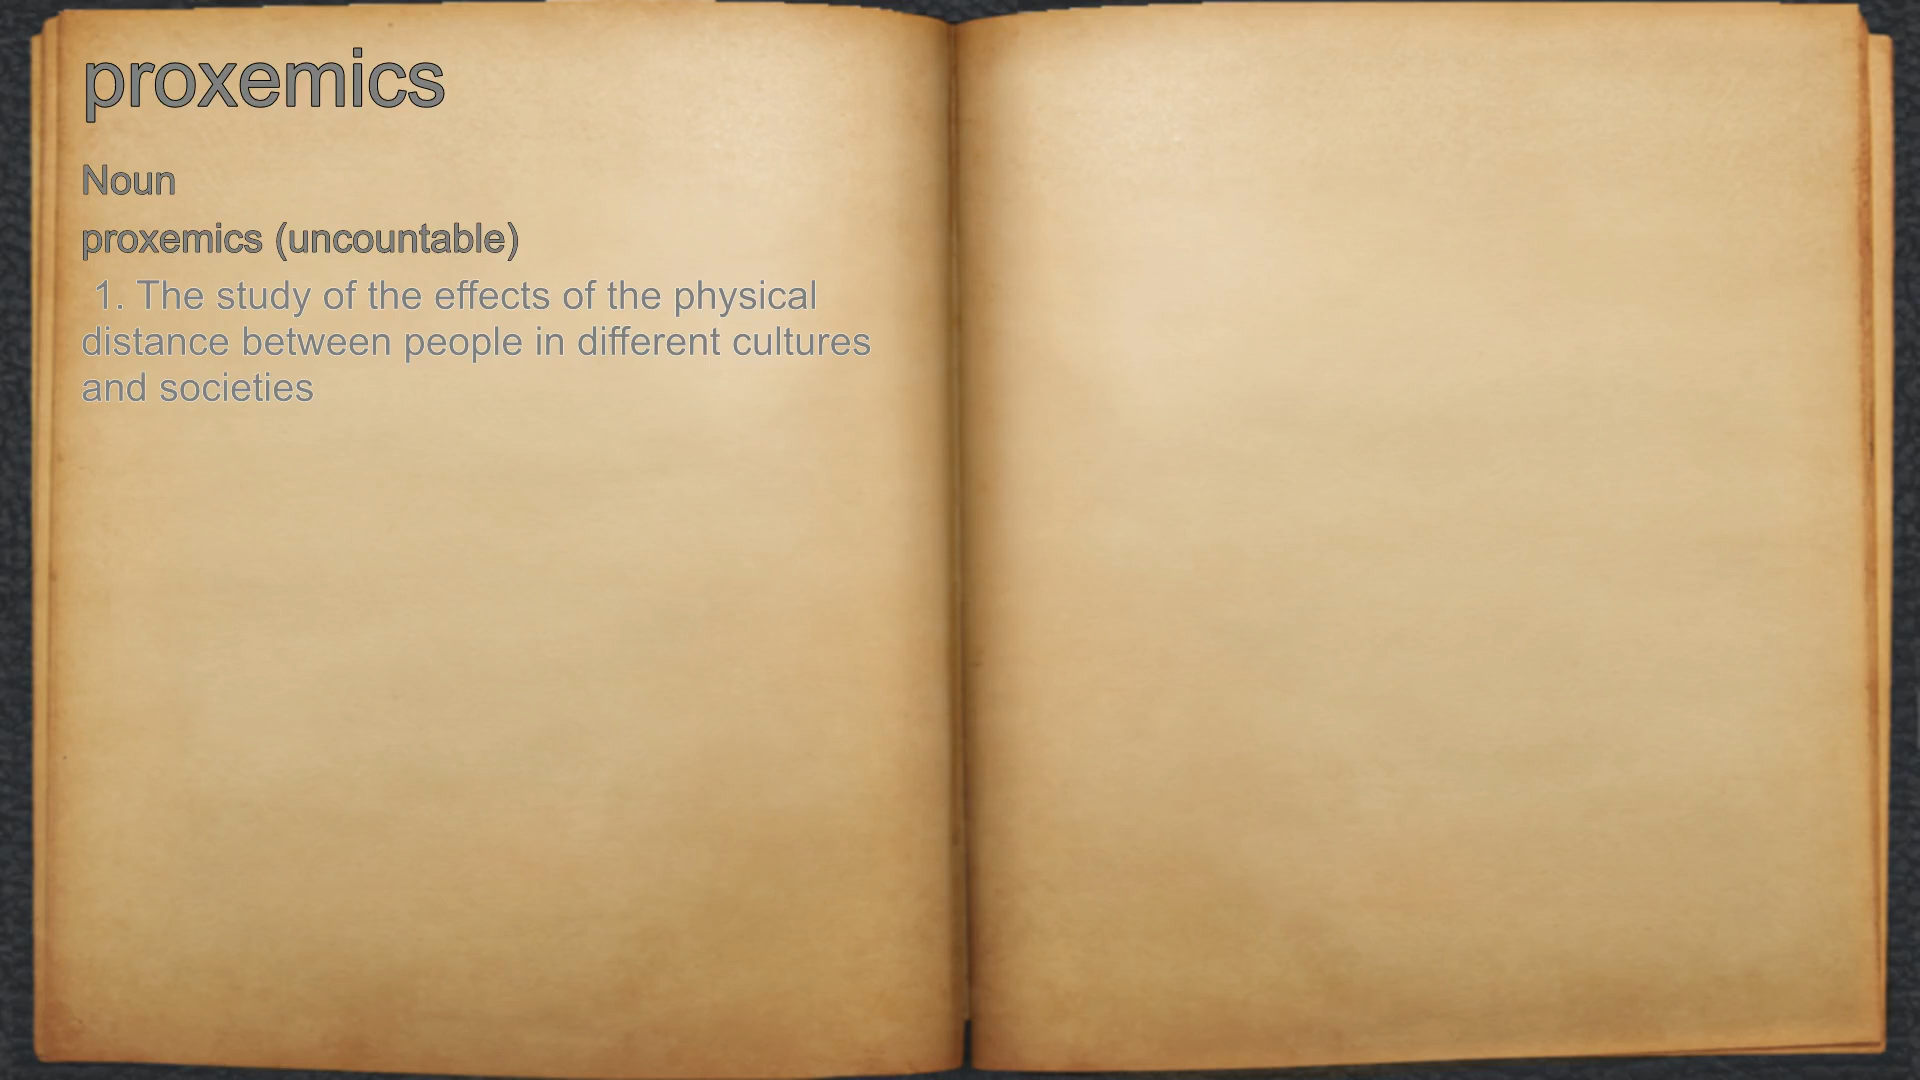 proxemics
Noun
proxemics (uncountable)
1. The study of the effects of the physical
distance between people in different cultures
and societies